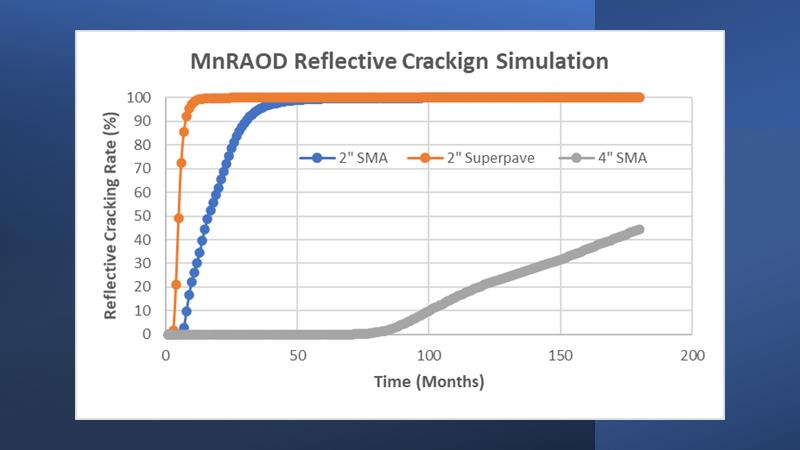 MnRAOD Reflective Crackign Simulation
Reflective Cracking Rate (%)
100
90
80
70
60
50
40
30
20
10
0
2" SMA 2" Superpave 4" SMA
0 50 100 150 200
Time (Months)